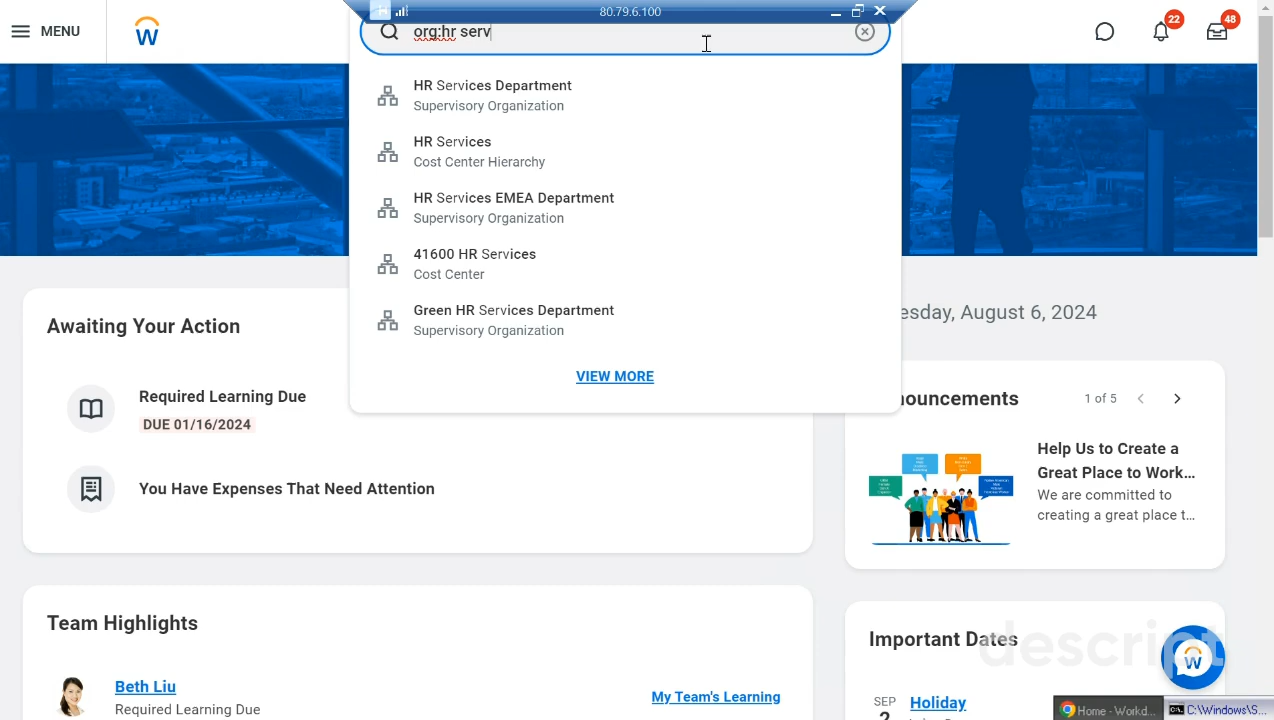 80.79.6.100
MENU
org:hr serv
22
48
HR Services Department
Supervisory Organization
HR Services
Cost Center Hierarchy
HR Services EMEA Department
Supervisory Organization
41600 HR Services
Cost Center
Green HR Services Department
Supervisory Organization
VIEW MORE
esday, August 6, 2024
Awaiting Your Action
Required Learning Due
DUE 01/16/2024
You Have Expenses That Need Attention
nouncements
1 of 5
Help Us to Create a
Great Place to Work...
We are committed to
creating a great place t...
Team Highlights
Beth Liu
Required Learning Due
My Team's Learning
Important Dates
descript
SEP
2
Holiday
Home - Workd...
C:\Windows\S...